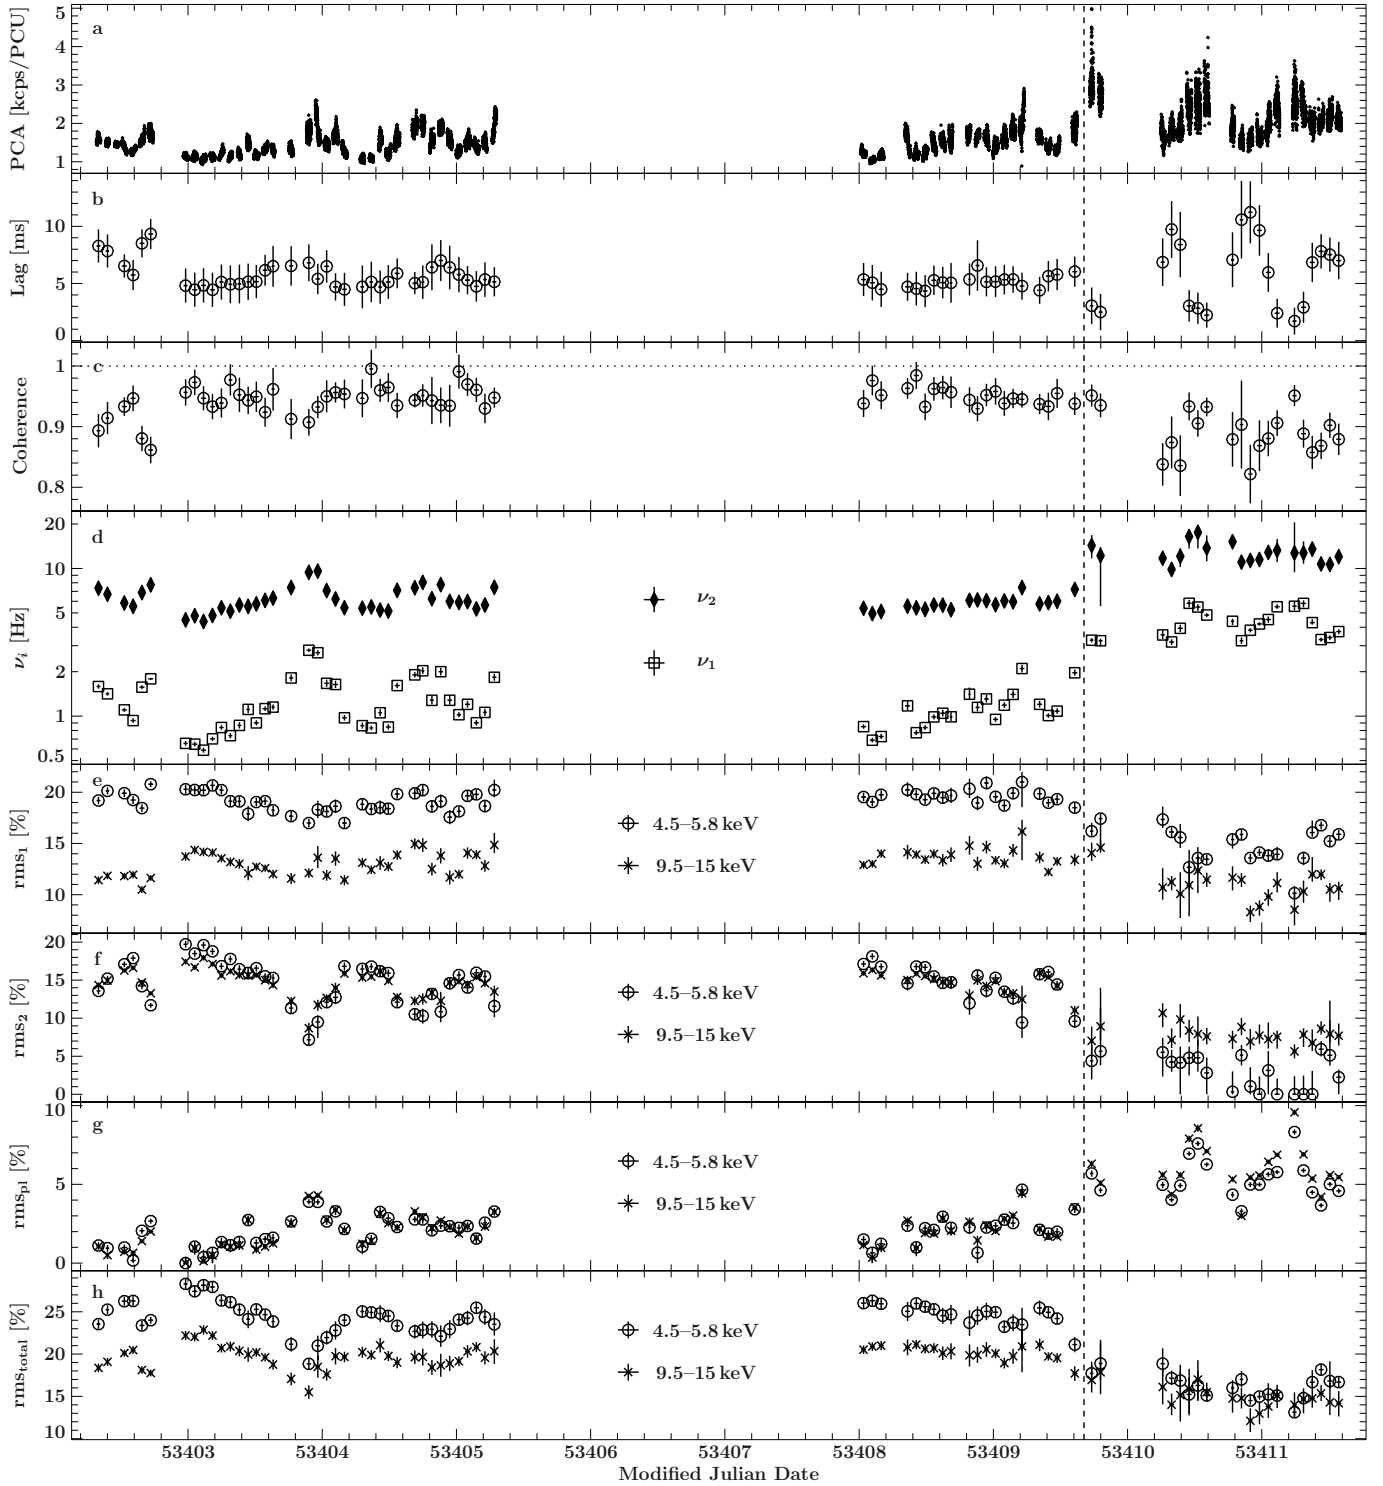 PCA [kcps/PCU]
a
5
4
3
2
1
Lag [ms]
b
10
5
0
Coherence
c
1
0.9
0.8
ν_i [Hz]
d
20
10
5
2
1
0.5
ν₂
ν₁
rms₁ [%]
e
20
15
10
4.5–5.8 keV
9.5–15 keV
rms₂ [%]
f
20
15
10
5
0
4.5–5.8 keV
9.5–15 keV
rms_pl [%]
g
10
5
0
4.5–5.8 keV
9.5–15 keV
rms_total [%]
h
25
20
15
10
4.5–5.8 keV
9.5–15 keV
53403 53404 53405 53406 53407 53408 53409 53410 53411
Modified Julian Date